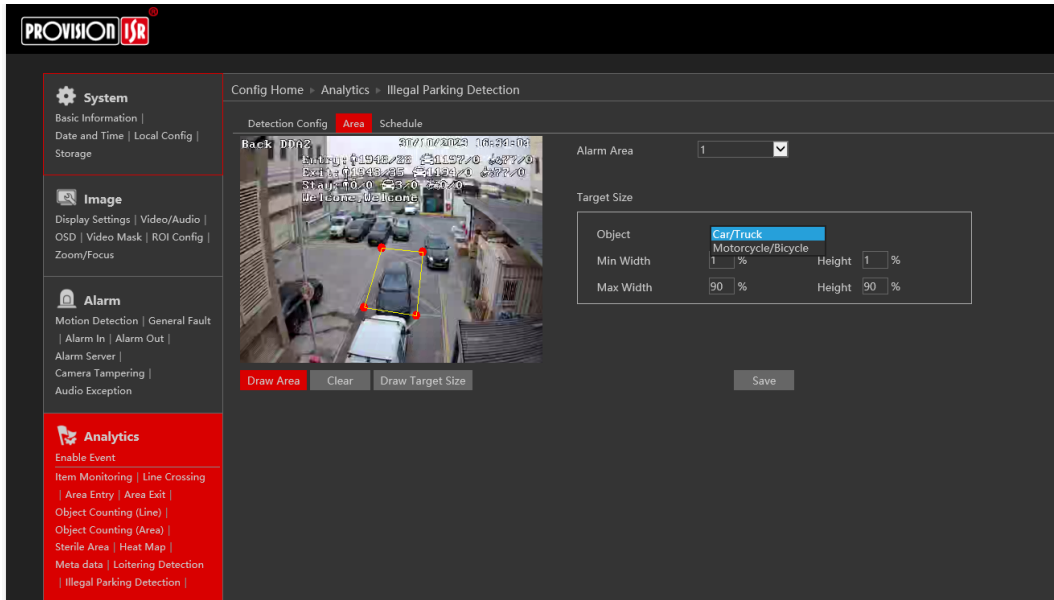 PROVISION ISR ®
System
Basic Information |
Date and Time | Local Config |
Storage
Image
Display Settings | Video/Audio |
OSD | Video Mask | ROI Config |
Zoom/Focus
Alarm
Motion Detection | General Fault
| Alarm In | Alarm Out |
Alarm Server |
Camera Tampering |
Audio Exception
Analytics
Enable Event
Item Monitoring | Line Crossing
| Area Entry | Area Exit |
Object Counting (Line) |
Object Counting (Area) |
Sterile Area | Heat Map |
Meta data | Loitering Detection
| Illegal Parking Detection |
Config Home ▸ Analytics ▸ Illegal Parking Detection
Detection Config Area Schedule
Back DDA2
Entry:
Exit:
Stay:
Welcome,Welcome
Draw Area Clear Draw Target Size
Alarm Area 1
Target Size
Object Car/Truck
Motorcycle/Bicycle
Min Width 1 % Height 1 %
Max Width 90 % Height 90 %
Save